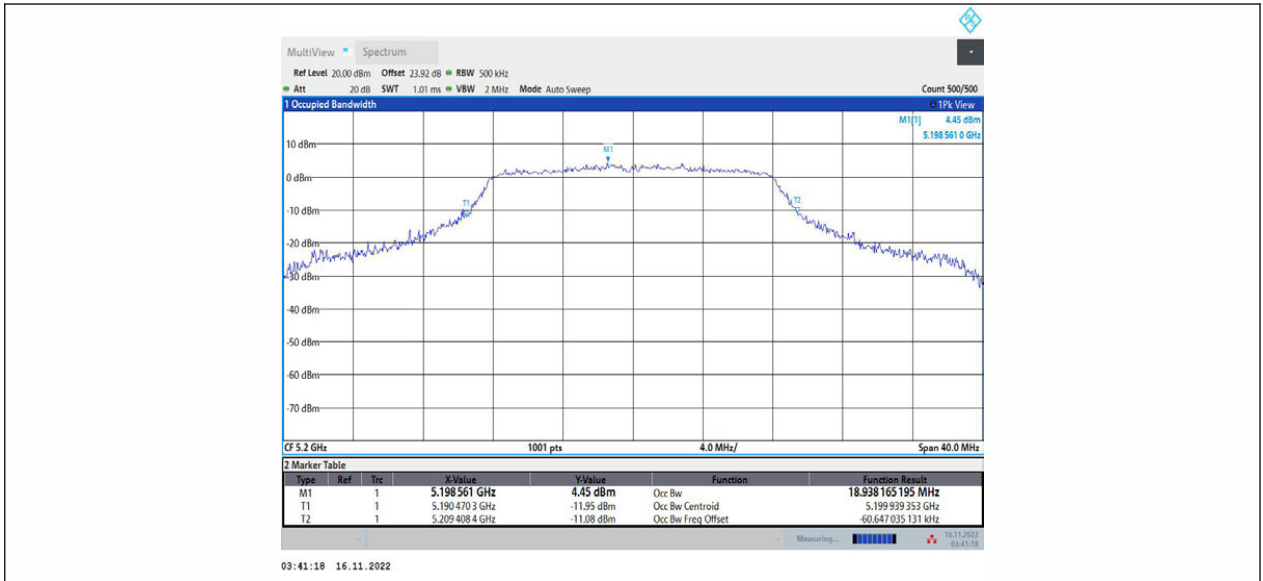 MultiView Spectrum
Ref Level 20.00 dBm Offset 23.92 dB RBW 500 kHz
Att 20 dB SWT 1.01 ms VBW 2 MHz Mode Auto Sweep Count 500/500
1 Occupied Bandwidth 1Pk View
M1[1] 4.45 dBm
5.198 561 0 GHz
M1
10 dBm
0 dBm
T1 T2
-10 dBm
-20 dBm
-30 dBm
-40 dBm
-50 dBm
-60 dBm
-70 dBm
CF 5.2 GHz 1001 pts 4.0 MHz/ Span 40.0 MHz
2 Marker Table
Type Ref Trc X-Value Y-Value Function Function Result
M1 1 5.198 561 GHz 4.45 dBm Occ Bw 18.938 165 195 MHz
T1 1 5.190 470 3 GHz -11.95 dBm Occ Bw Centroid 5.199 939 353 GHz
T2 1 5.209 408 4 GHz -11.08 dBm Occ Bw Freq Offset -60.647 035 131 kHz
Measuring... 16.11.2022
03:41:18
03:41:18 16.11.2022